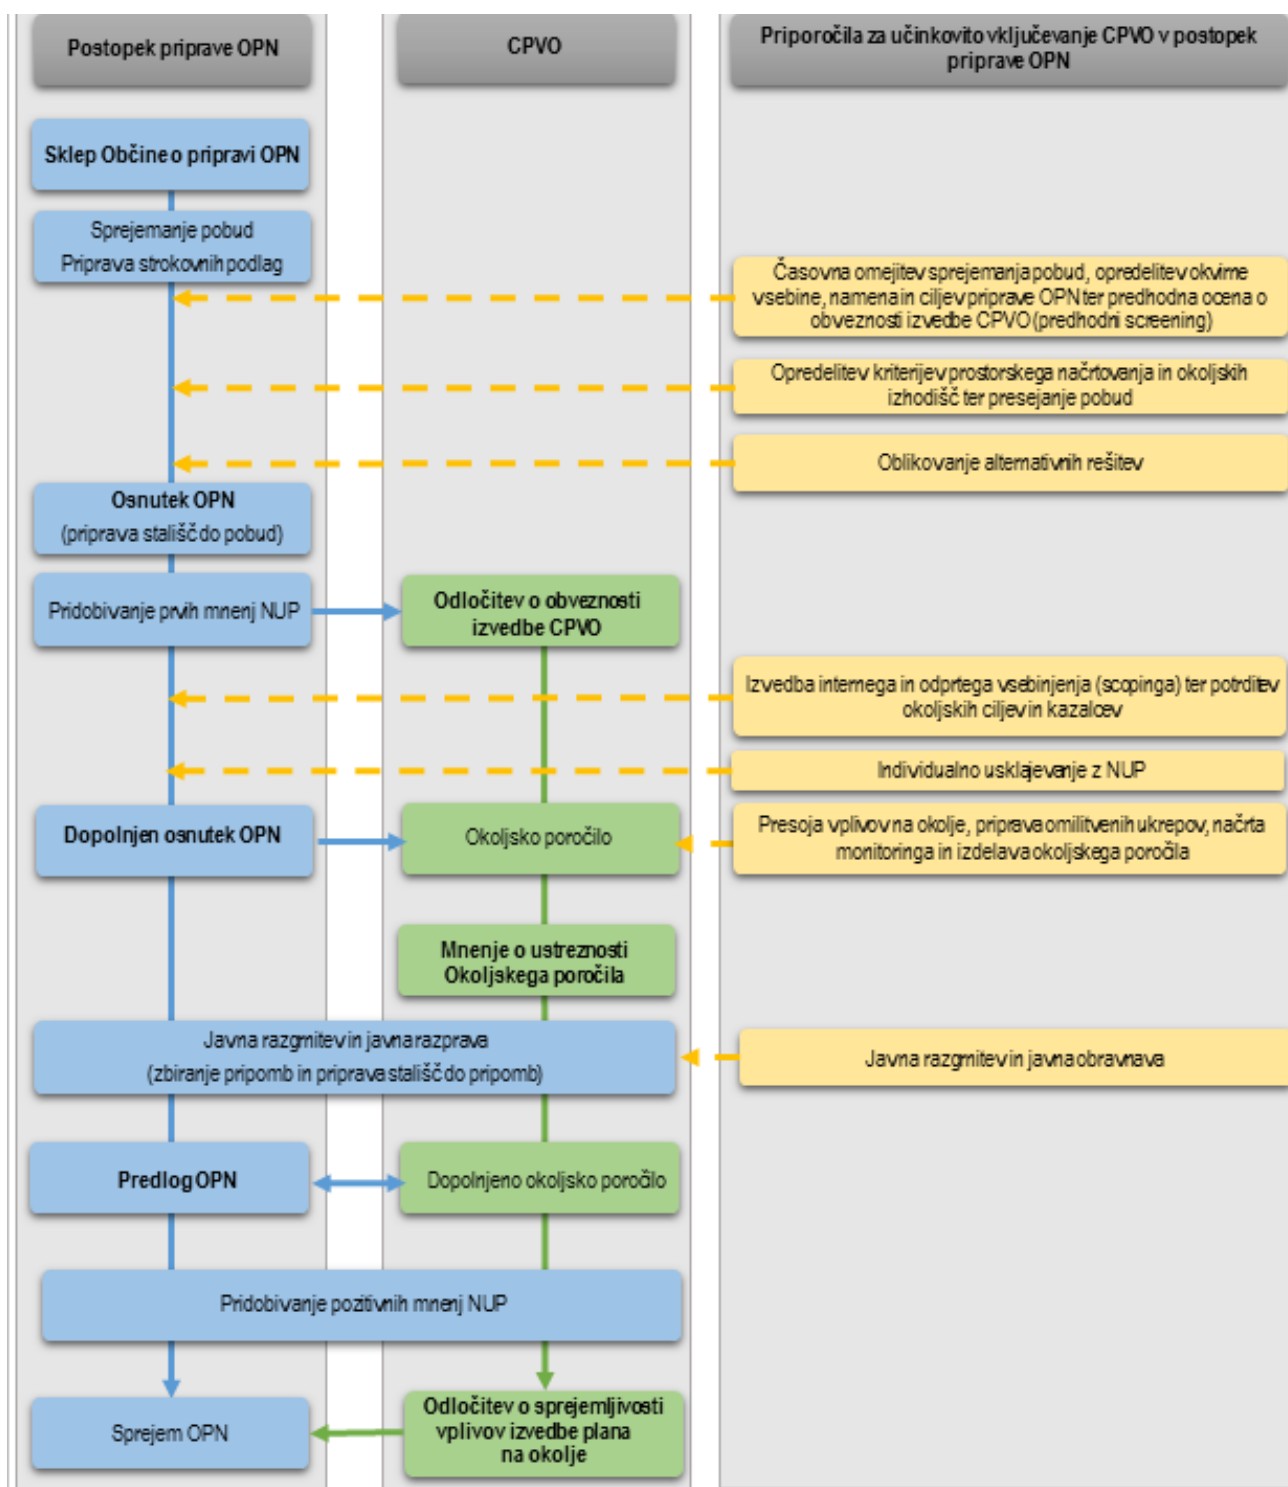 Postopek priprave OPN
CPVO
Priporočila za učinkovito vključevanje CPVO v postopek
priprave OPN
Sklep Občine o pripravi OPN
Sprejemanje pobud
Priprava strokovnih podlag
Časovna omejitev sprejemanja pobud, opredelitev okvirne
vsebine, namena in ciljev priprave OPN ter predhodna ocena o
obveznosti izvedbe CPVO (predhodni screening)
Opredelitev kriterijev prostorskega načrtovanja in okoljskih
izhodišč ter presejanje pobud
Oblikovanje alternativnih rešitev
Osnutek OPN
(priprava stališč do pobud)
Pridobivanje prvih mnenj NUP
Odločitev o obveznosti
izvedbe CPVO
Izvedba internega in odprtega vsebinjenja (scopinga) ter potrditev
okoljskih ciljev in kazalcev
Individualno usklajevanje z NUP
Dopolnjen osnutek OPN
Okoljsko poročilo
Presoja vplivov na okolje, priprava omilitvenih ukrepov, načrta
monitoringa in izdelava okoljskega poročila
Mnenje o ustreznosti
Okoljskega poročila
Javna razgrnitev in javna razprava
(zbiranje pripomb in priprava stališč do pripomb)
Javna razgrnitev in javna obravnava
Predlog OPN
Dopolnjeno okoljsko poročilo
Pridobivanje pozitivnih mnenj NUP
Sprejem OPN
Odločitev o sprejemljivosti
vplivov izvedbe plana
na okolje